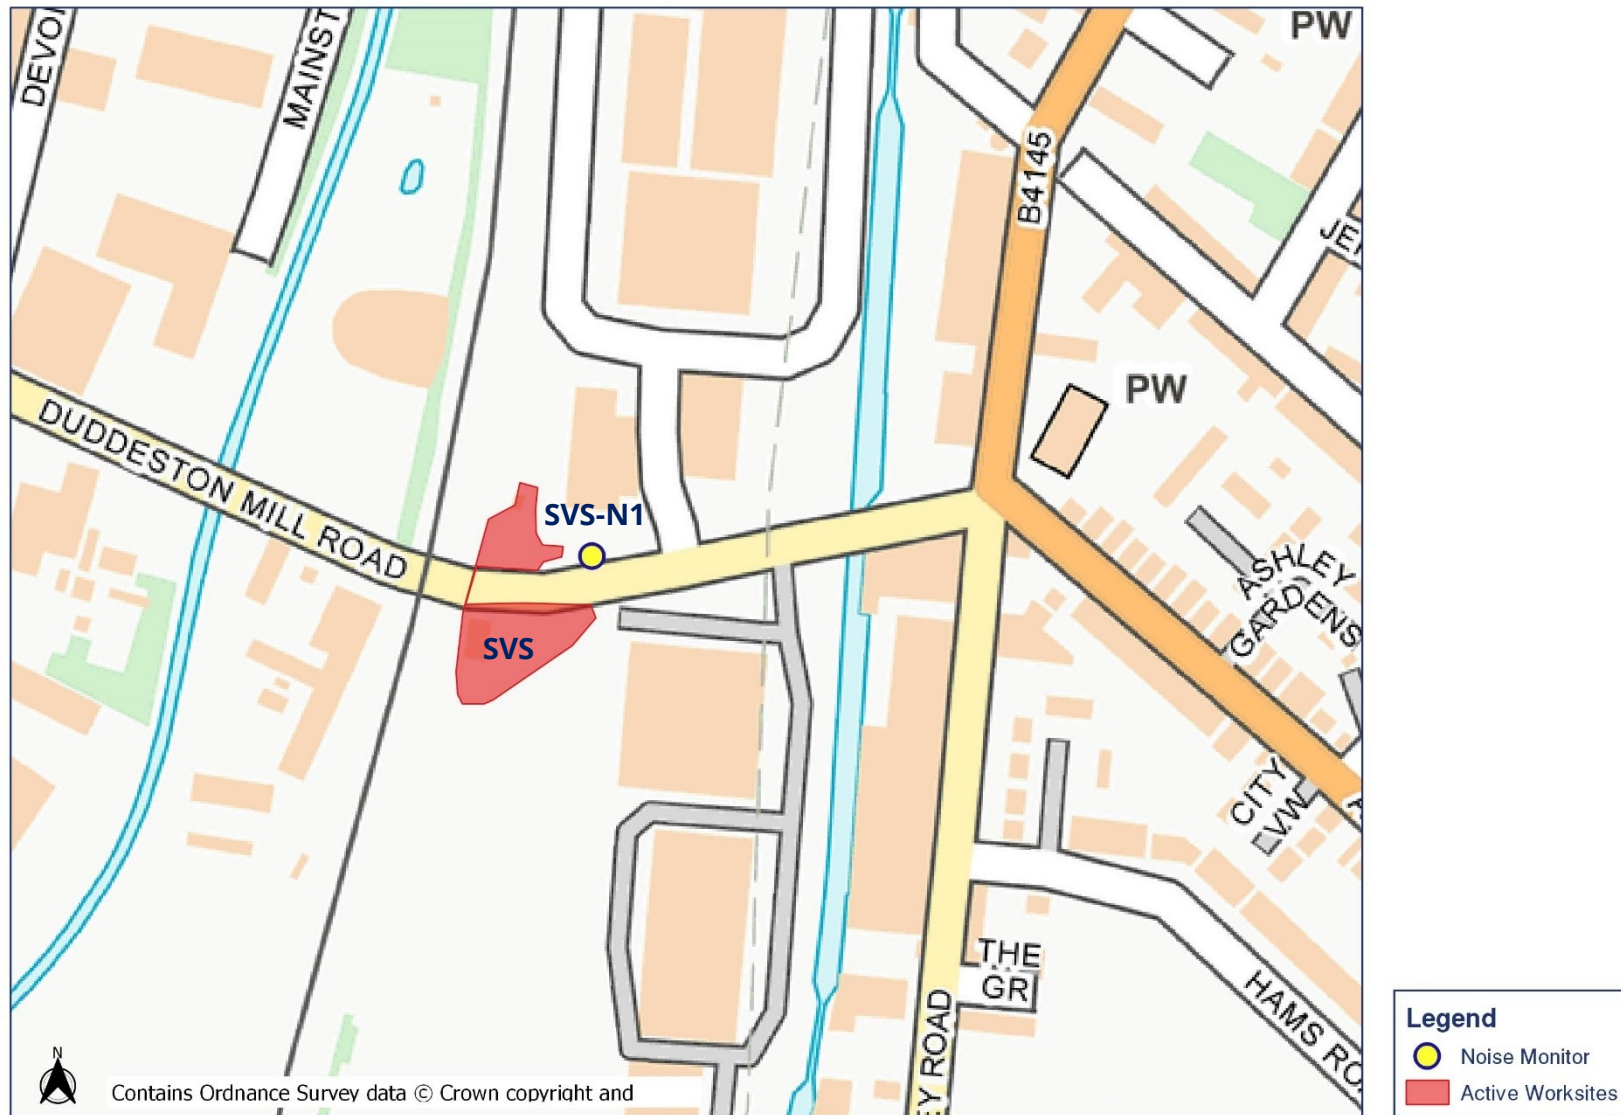 PW
DEVO
MAINST
B4145
JE
PW
DUDDESTON MILL ROAD
SVS-N1
SVS
ASHLEY
GARDENS
CITY
VW
THE
GR
HAMS RO
EY ROAD
N
Contains Ordnance Survey data © Crown copyright and
Legend
Noise Monitor
Active Worksites